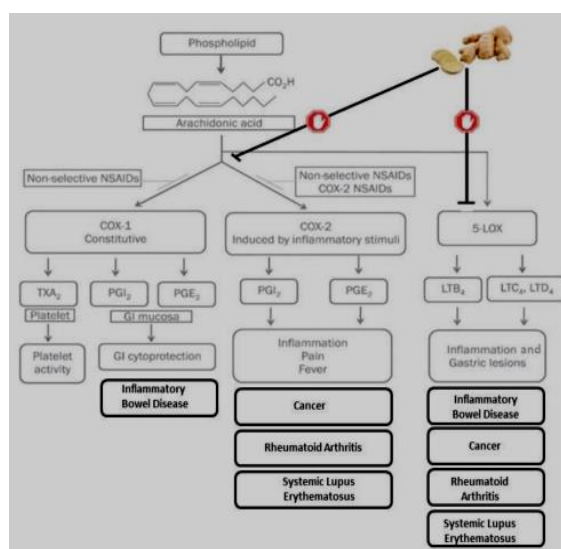 Phospholipid
CO₂H
Arachidonic acid
Non-selective NSAIDs
Non-selective NSAIDs
COX-2 NSAIDs
COX-1
Constitutive
COX-2
Induced by inflammatory stimuli
5-LOX
TXA₂
PGI₂
PGE₂
PGI₂
PGE₂
LTB₄
LTC₄, LTD₄
Platelet
GI mucosa
Platelet
activity
GI cytoprotection
Inflammation
Pain
Fever
Inflammation and
Gastric lesions
Inflammatory
Bowel Disease
Cancer
Rheumatoid Arthritis
Systemic Lupus
Erythematosus
Inflammatory
Bowel Disease
Cancer
Rheumatoid
Arthritis
Systemic Lupus
Erythematosus